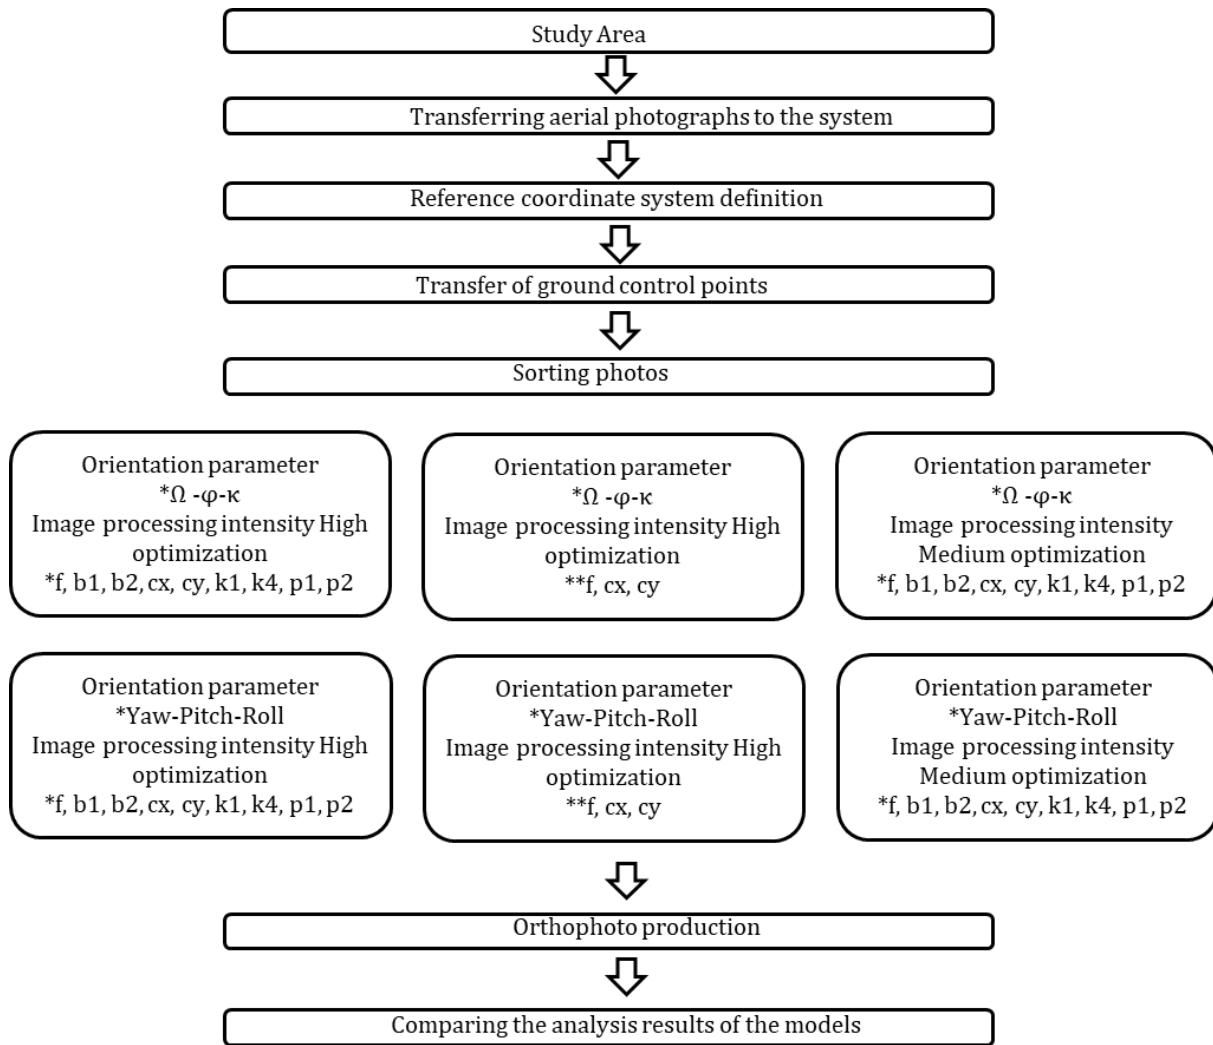 Study Area
Transferring aerial photographs to the system
Reference coordinate system definition
Transfer of ground control points
Sorting photos
Orientation parameter
*Ω -φ-κ
Image processing intensity High
optimization
*f, b1, b2, cx, cy, k1, k4, p1, p2
Orientation parameter
*Ω -φ-κ
Image processing intensity High
optimization
**f, cx, cy
Orientation parameter
*Ω -φ-κ
Image processing intensity
Medium optimization
*f, b1, b2, cx, cy, k1, k4, p1, p2
Orientation parameter
*Yaw-Pitch-Roll
Image processing intensity High
optimization
*f, b1, b2, cx, cy, k1, k4, p1, p2
Orientation parameter
*Yaw-Pitch-Roll
Image processing intensity High
optimization
**f, cx, cy
Orientation parameter
*Yaw-Pitch-Roll
Image processing intensity
Medium optimization
*f, b1, b2, cx, cy, k1, k4, p1, p2
Orthophoto production
Comparing the analysis results of the models